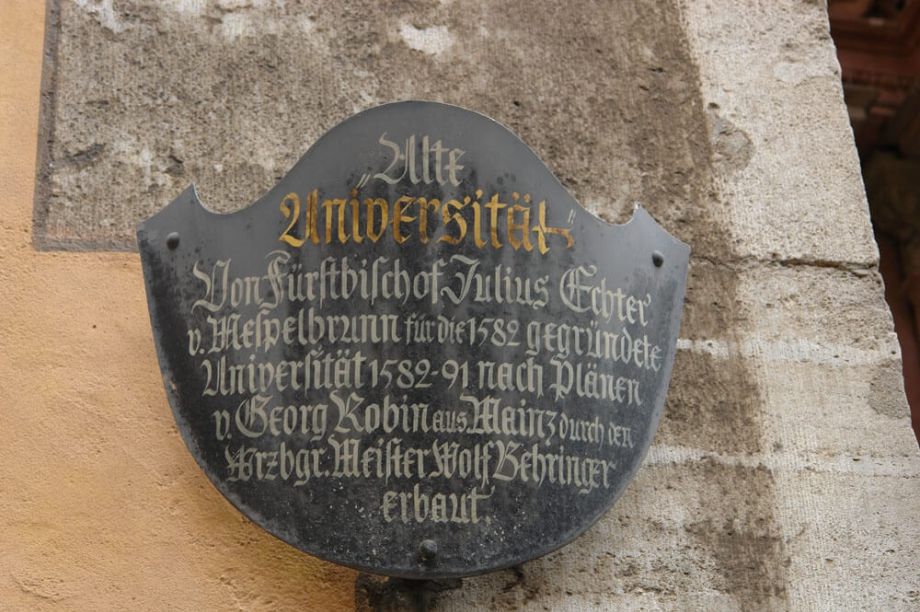 „Alte
Universität“
Von Fürstbischof Julius Echter
v. Mespelbrunn für die 1582 gegründete
Universität 1582-91 nach Plänen
v. Georg Robin aus Mainz durch den
Wrzbgr. Meister Wolf Behringer
erbaut.